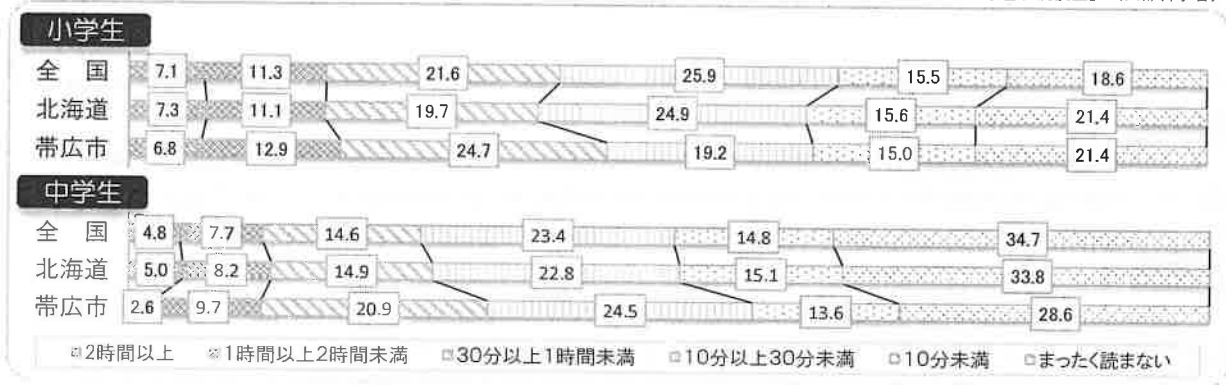 小学生
全国 7.1 11.3 21.6 25.9 15.5 18.6
北海道 7.3 11.1 19.7 24.9 15.6 21.4
帯広市 6.8 12.9 24.7 19.2 15.0 21.4
中学生
全国 4.8 7.7 14.6 23.4 14.8 34.7
北海道 5.0 8.2 14.9 22.8 15.1 33.8
帯広市 2.6 9.7 20.9 24.5 13.6 28.6
2時間以上 1時間以上2時間未満 30分以上1時間未満 10分以上30分未満 10分未満 まったく読まない